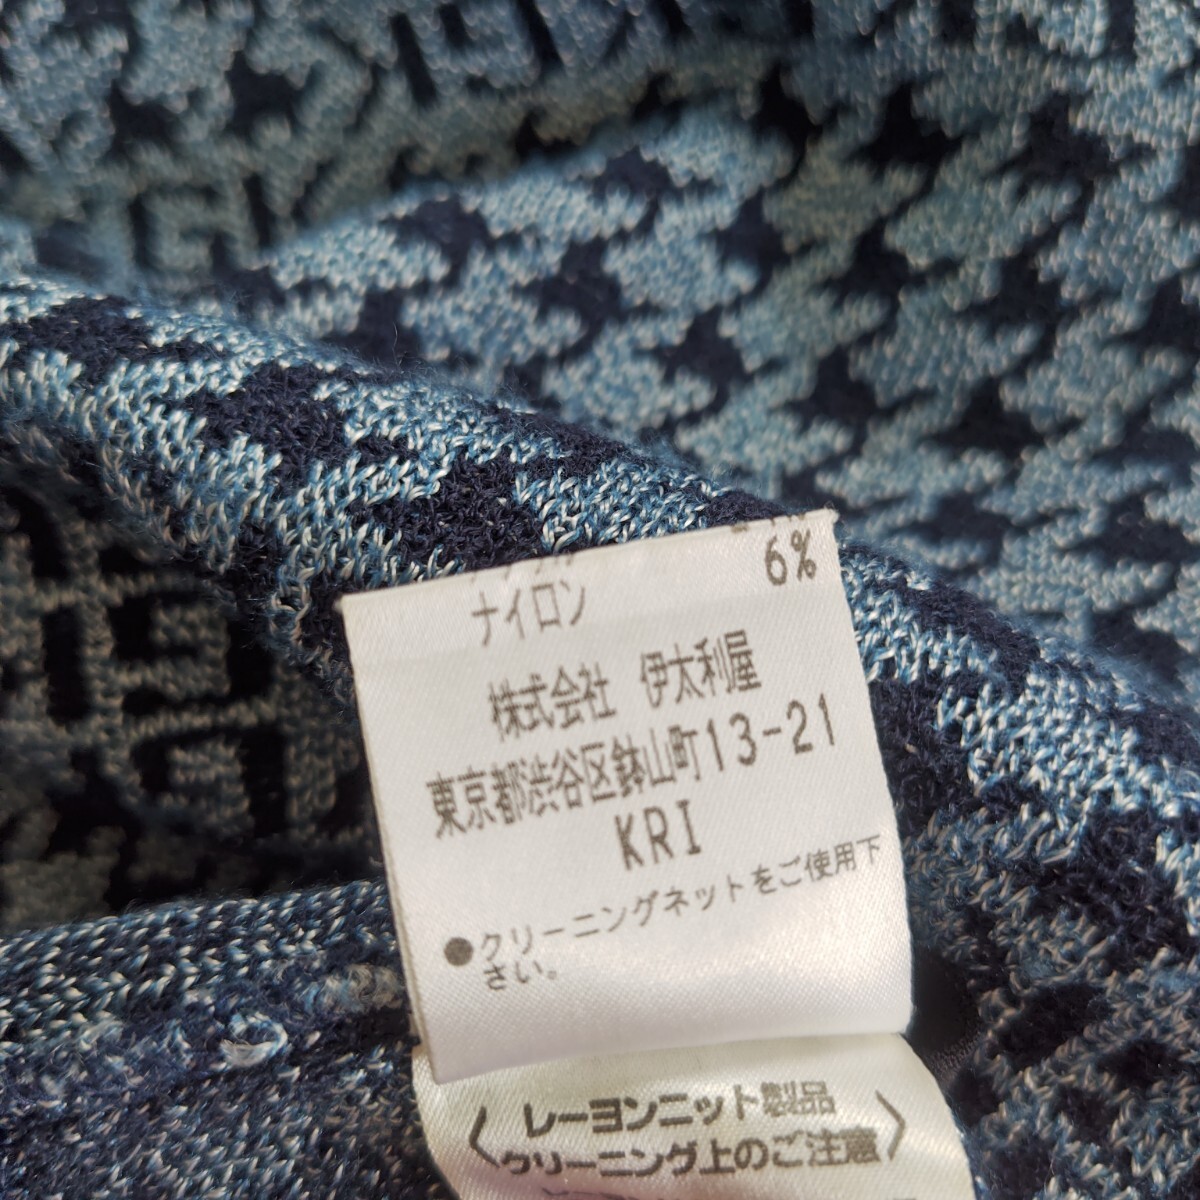 ナイロン 6%
株式会社 伊太利屋
東京都渋谷区鉢山町13-21
KRI
●クリーニングネットをご使用下
さい。
〈レーヨンニット製品
クリーニング上のご注意〉